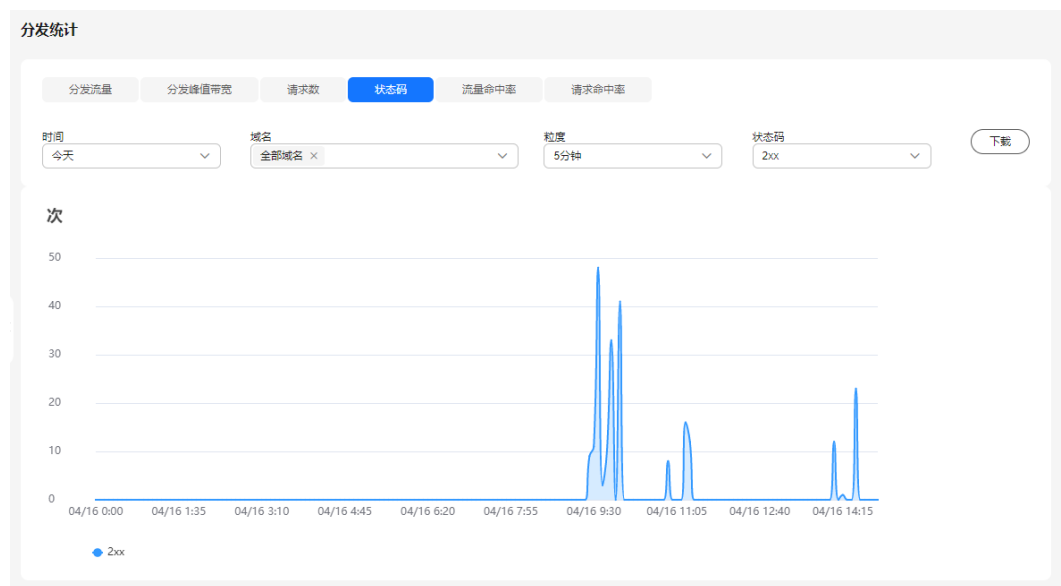 分发统计
分发流量 分发峰值带宽 请求数 状态码 流量命中率 请求命中率
时间 域名 粒度 状态码
今天 全部域名 × 5分钟 2xx 下载
次
50
40
30
20
10
0
04/16 0:00 04/16 1:35 04/16 3:10 04/16 4:45 04/16 6:20 04/16 7:55 04/16 9:30 04/16 11:05 04/16 12:40 04/16 14:15
2xx